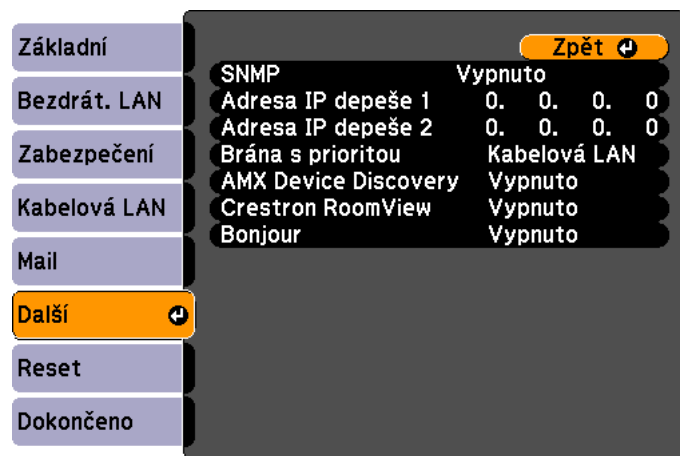 Základní
Bezdrát. LAN
Zabezpečení
Kabelová LAN
Mail
Další
Reset
Dokončeno
Zpět
SNMP Vypnuto
Adresa IP depeše 1 0. 0. 0. 0
Adresa IP depeše 2 0. 0. 0. 0
Brána s prioritou Kabelová LAN
AMX Device Discovery Vypnuto
Crestron RoomView Vypnuto
Bonjour Vypnuto